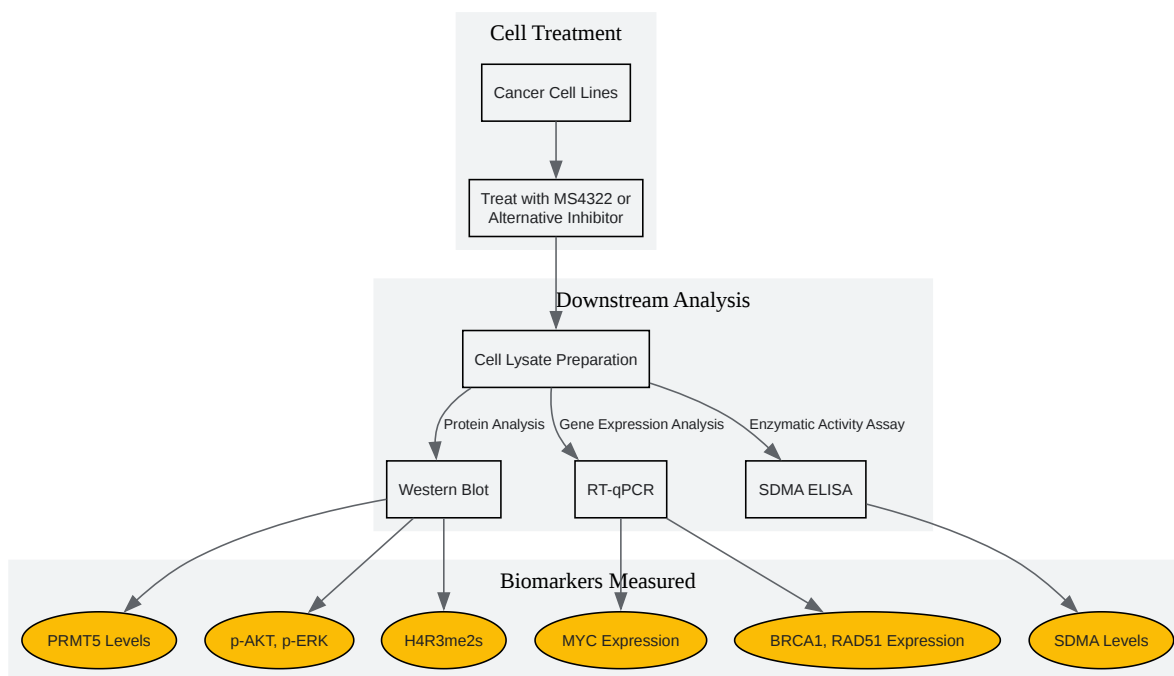 Cell Treatment
Cancer Cell Lines
Treat with MS4322 or
Alternative Inhibitor
Downstream Analysis
Cell Lysate Preparation
Protein Analysis
Gene Expression Analysis
Enzymatic Activity Assay
Western Blot
RT-qPCR
SDMA ELISA
Biomarkers Measured
PRMT5 Levels
p-AKT, p-ERK
H4R3me2s
MYC Expression
BRCA1, RAD51 Expression
SDMA Levels